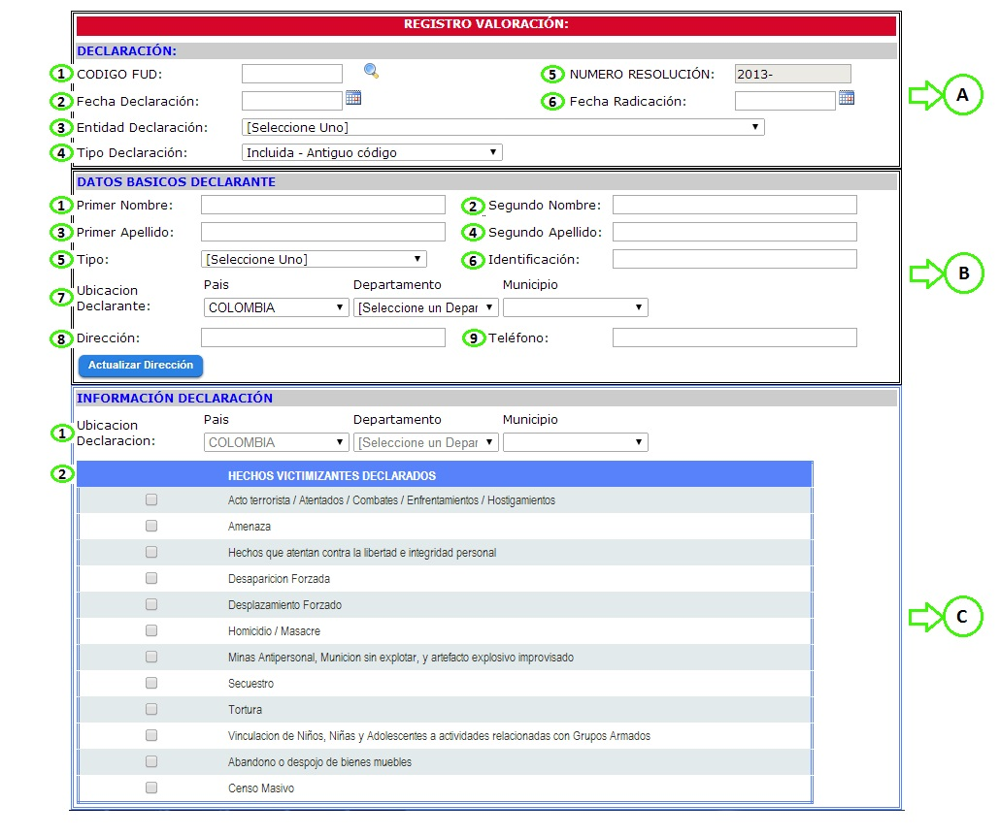 REGISTRO VALORACIÓN:
DECLARACIÓN:
1 CODIGO FUD:
5 NUMERO RESOLUCIÓN: 2013-
2 Fecha Declaración:
6 Fecha Radicación:
3 Entidad Declaración: [Seleccione Uno]
4 Tipo Declaración: Incluida - Antiguo código
A
DATOS BASICOS DECLARANTE
1 Primer Nombre:
2 Segundo Nombre:
3 Primer Apellido:
4 Segundo Apellido:
5 Tipo: [Seleccione Uno]
6 Identificación:
7 Ubicacion Declarante:
Pais Departamento Municipio
COLOMBIA [Seleccione un Depar
8 Dirección:
9 Teléfono:
Actualizar Dirección
B
INFORMACIÓN DECLARACIÓN
1 Ubicacion Declaracion:
Pais Departamento Municipio
COLOMBIA [Seleccione un Depar
2 HECHOS VICTIMIZANTES DECLARADOS
Acto terrorista / Atentados / Combates / Enfrentamientos / Hostigamientos
Amenaza
Hechos que atentan contra la libertad e integridad personal
Desaparicion Forzada
Desplazamiento Forzado
Homicidio / Masacre
Minas Antipersonal, Municion sin explotar, y artefacto explosivo improvisado
Secuestro
Tortura
Vinculacion de Niños, Niñas y Adolescentes a actividades relacionadas con Grupos Armados
Abandono o despojo de bienes muebles
Censo Masivo
C